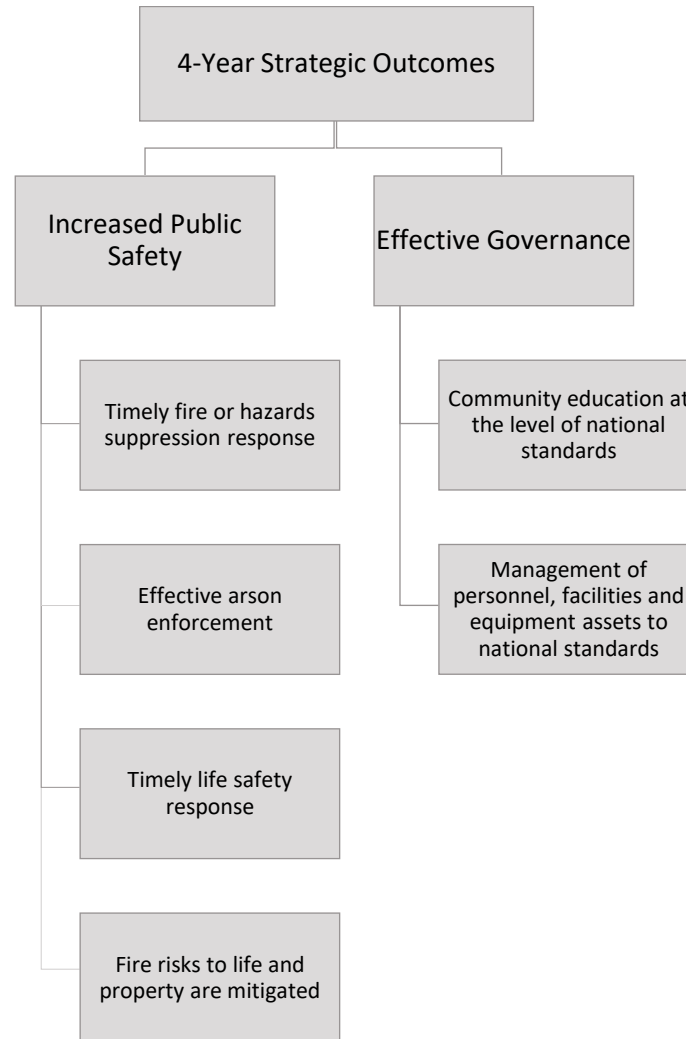 4-Year Strategic Outcomes
Increased Public
Safety
Effective Governance
Timely fire or hazards
suppression response
Effective arson
enforcement
Timely life safety
response
Fire risks to life and
property are mitigated
Community education at
the level of national
standards
Management of
personnel, facilities and
equipment assets to
national standards